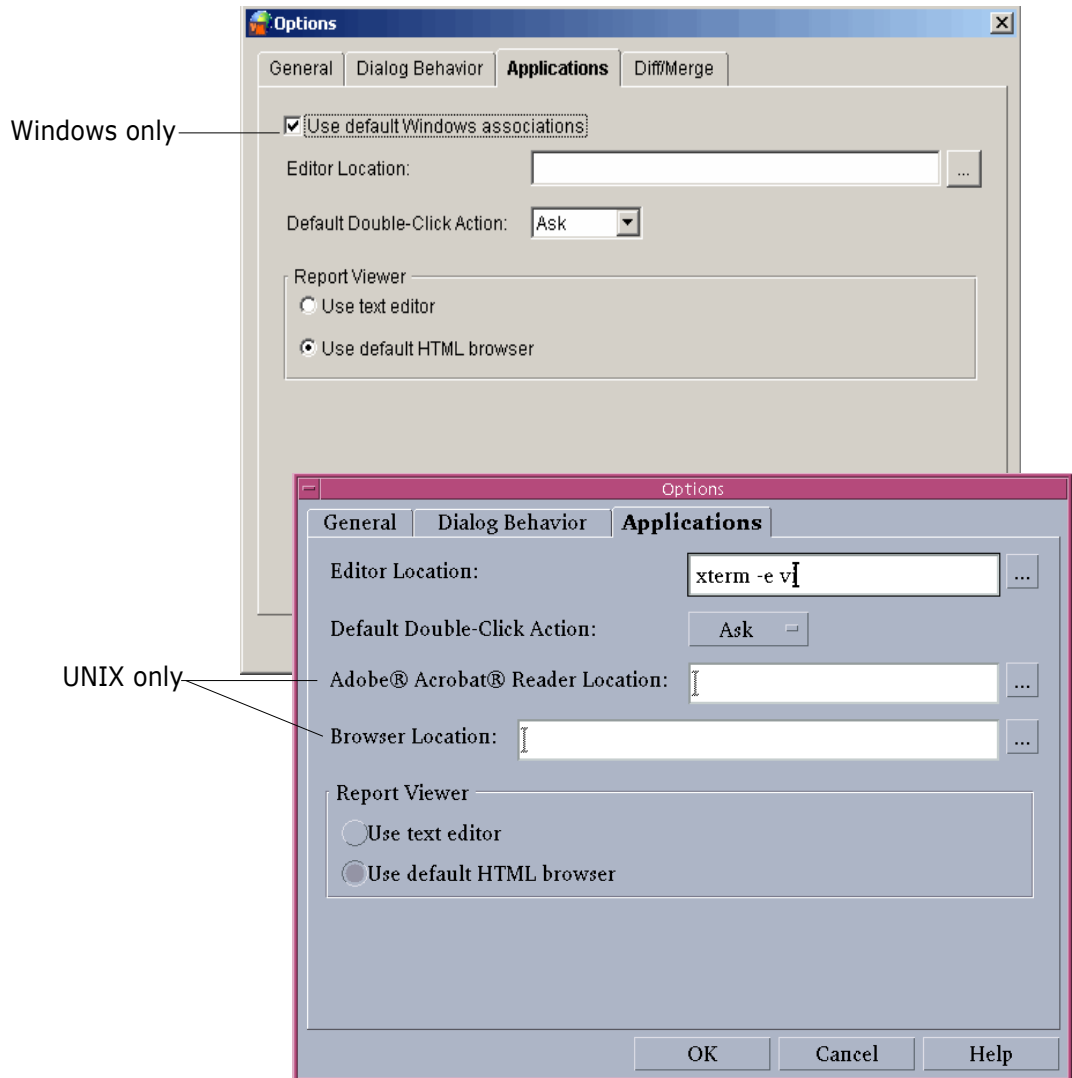 Options
General Dialog Behavior Applications Diff/Merge
Windows only
Use default Windows associations
Editor Location: ...
Default Double-Click Action: Ask
Report Viewer
Use text editor
Use default HTML browser
Options
General Dialog Behavior Applications
Editor Location: xterm -e vi ...
Default Double-Click Action: Ask
UNIX only
Adobe® Acrobat® Reader Location: ...
Browser Location: ...
Report Viewer
Use text editor
Use default HTML browser
OK Cancel Help